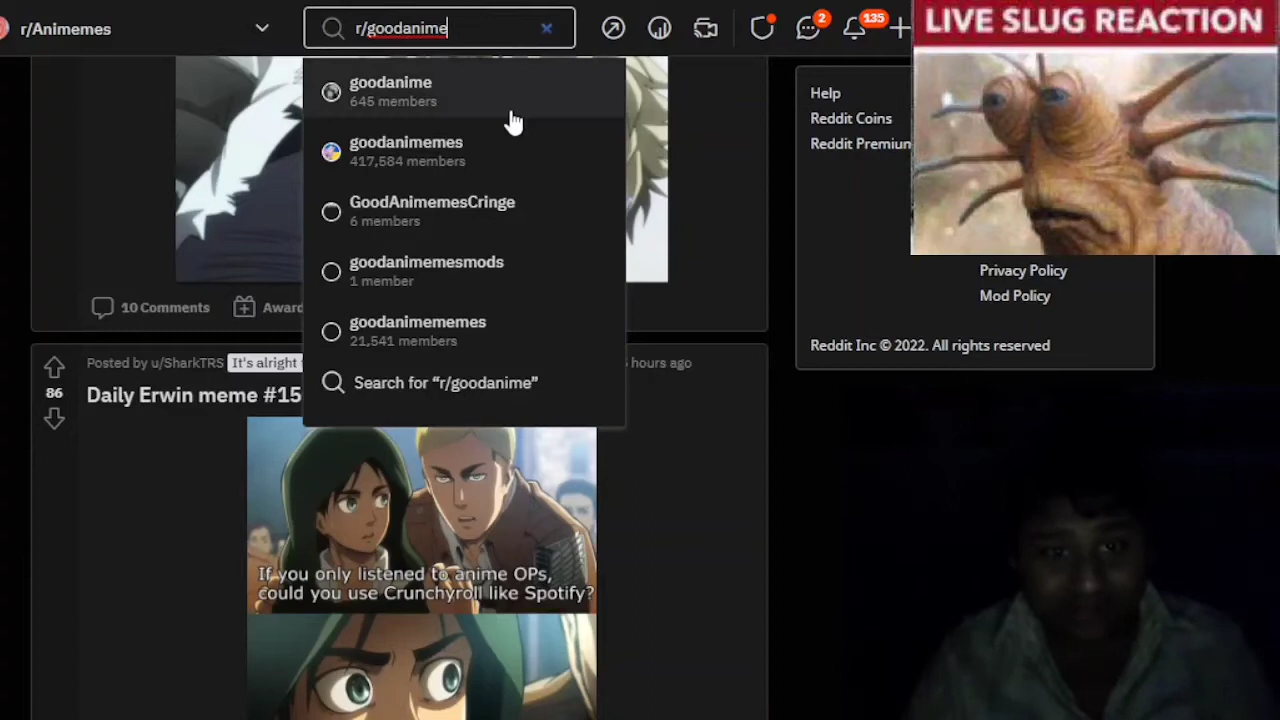 r/Animemes
r/goodanime
2
135
LIVE SLUG REACTION
goodanime
645 members
goodanimemes
417,584 members
GoodAnimemesCringe
6 members
goodanimemesmods
1 member
goodanimememes
21,541 members
Search for “r/goodanime”
Help
Reddit Coins
Reddit Premium
Privacy Policy
Mod Policy
Reddit Inc © 2022. All rights reserved
10 Comments
Award
Posted by u/SharkTRS It's alright
hours ago
86
Daily Erwin meme #15
If you only listened to anime OPs,
could you use Crunchyroll like Spotify?